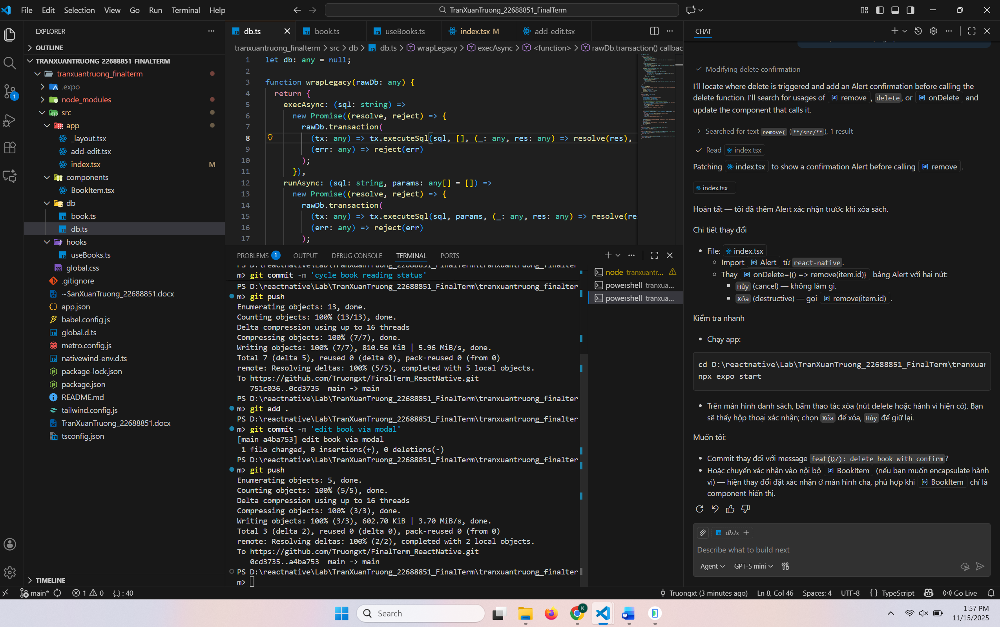 File Edit Selection View Go Run Terminal Help
TranXuanTruong_22688851_FinalTerm
EXPLORER
OUTLINE
TRANXUANTRUONG_22688851_FINALTERM
tranxuantruong_finalterm
.expo
node_modules
src
app
_layout.tsx
add-edit.tsx
index.tsx M
components
BookItem.tsx
db
book.ts
db.ts
hooks
useBooks.ts
global.css
.gitignore
~$anXuanTruong_22688851.docx
app.json
babel.config.js
global.d.ts
metro.config.js
nativewind-env.d.ts
package-lock.json
package.json
README.md
tailwind.config.js
TranXuanTruong_22688851.docx
tsconfig.json
TIMELINE
1
db.ts book.ts useBooks.ts index.tsx M add-edit.tsx
tranxuantruong_finalterm > src > db > db.ts > wrapLegacy > execAsync > <function> > rawDb.transaction() callbac
1 let db: any = null;
2
3 function wrapLegacy(rawDb: any) {
4 return {
5 execAsync: (sql: string) =>
6 new Promise((resolve, reject) => {
7 rawDb.transaction(
8 (tx: any) => tx.executeSql(sql, [], (_: any, res: any) => resolve(res),
9 (err: any) => reject(err)
10 );
11 }),
12 runAsync: (sql: string, params: any[] = []) =>
13 new Promise((resolve, reject) => {
14 rawDb.transaction(
15 (tx: any) => tx.executeSql(sql, params, (_: any, res: any) => resolve(res
16 (err: any) => reject(err)
17 );
PROBLEMS 1 OUTPUT DEBUG CONSOLE TERMINAL PORTS
PS D:\reactnative\Lab\TranXuanTruong_22688851_FinalTerm\tranxuantruong_finalter
m> git commit -m 'cycle book reading status'
PS D:\reactnative\Lab\TranXuanTruong_22688851_FinalTerm\tranxuantruong_finalter
m> git push
Enumerating objects: 13, done.
Counting objects: 100% (13/13), done.
Delta compression using up to 16 threads
Compressing objects: 100% (7/7), done.
Writing objects: 100% (7/7), 810.56 KiB | 5.96 MiB/s, done.
Total 7 (delta 5), reused 0 (delta 0), pack-reused 0 (from 0)
remote: Resolving deltas: 100% (5/5), completed with 5 local objects.
To https://github.com/Truongxt/FinalTerm_ReactNative.git
751c036..0cd3735 main -> main
PS D:\reactnative\Lab\TranXuanTruong_22688851_FinalTerm\tranxuantruong_finalter
m> git add .
PS D:\reactnative\Lab\TranXuanTruong_22688851_FinalTerm\tranxuantruong_finalter
m> git commit -m 'edit book via modal'
[main a4ba753] edit book via modal
1 file changed, 0 insertions(+), 0 deletions(-)
PS D:\reactnative\Lab\TranXuanTruong_22688851_FinalTerm\tranxuantruong_finalter
m> git push
Enumerating objects: 5, done.
Counting objects: 100% (5/5), done.
Delta compression using up to 16 threads
Compressing objects: 100% (3/3), done.
Writing objects: 100% (3/3), 602.70 KiB | 3.70 MiB/s, done.
Total 3 (delta 2), reused 0 (delta 0), pack-reused 0 (from 0)
remote: Resolving deltas: 100% (2/2), completed with 2 local objects.
To https://github.com/Truongxt/FinalTerm_ReactNative.git
0cd3735..a4ba753 main -> main
PS D:\reactnative\Lab\TranXuanTruong_22688851_FinalTerm\tranxuantruong_finalter
m>
node tranxuantr...
powershell tranxua...
powershell tranxua...
CHAT
Modifying delete confirmation
I'll locate where delete is triggered and add an Alert confirmation before calling the
delete function. I'll search for usages of remove, delete, or onDelete and
update the component that calls it.
Searched for text remove( (**/src/**), 1 result
Read index.tsx
Patching index.tsx to show a confirmation Alert before calling remove .
index.tsx
Hoàn tất — tôi đã thêm Alert xác nhận trước khi xóa sách.
Chi tiết thay đổi
• File: index.tsx
Import Alert từ react-native.
Thay onDelete={() => remove(item.id)} bằng Alert với hai nút:
Hủy (cancel) — không làm gì.
Xóa (destructive) — gọi remove(item.id) .
Kiểm tra nhanh
• Chạy app:
cd D:\reactnative\Lab\TranXuanTruong_22688851_FinalTerm\tranxuan
npx expo start
• Trên màn hình danh sách, bấm thao tác xóa (nút delete hoặc hành vi hiện có). Bạn
sẽ thấy hộp thoại xác nhận; chọn Xóa để xóa, Hủy để giữ lại.
Muốn tôi:
• Commit thay đổi với message feat(Q7): delete book with confirm?
• Hoặc chuyển xác nhận vào nội bộ BookItem (nếu bạn muốn encapsulate hành
vi) — hiện thay đổi đặt xác nhận ở màn hình cha, phù hợp khi BookItem chỉ là
component hiển thị.
db.ts +
Describe what to build next
Agent GPT-5 mini
main* 1 0 {..} : 40
Truongxt (3 minutes ago) Ln 8, Col 46 Spaces: 4 UTF-8 { } TypeScript Go Live
Search
K
1:57 PM
11/15/2025